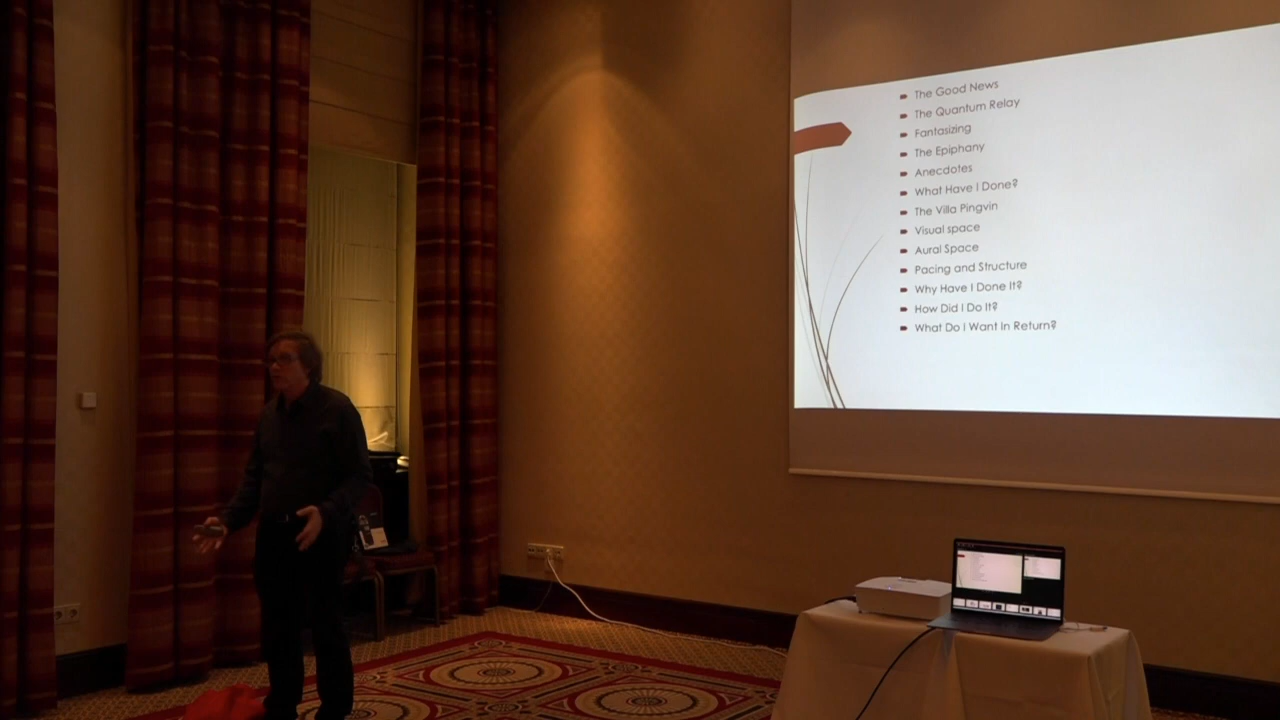 The Good News
The Quantum Relay
Fantasizing
The Epiphany
Anecdotes
What Have I Done?
The Villa Pingvin
Visual space
Aural Space
Pacing and Structure
Why Have I Done It?
How Did I Do It?
What Do I Want In Return?